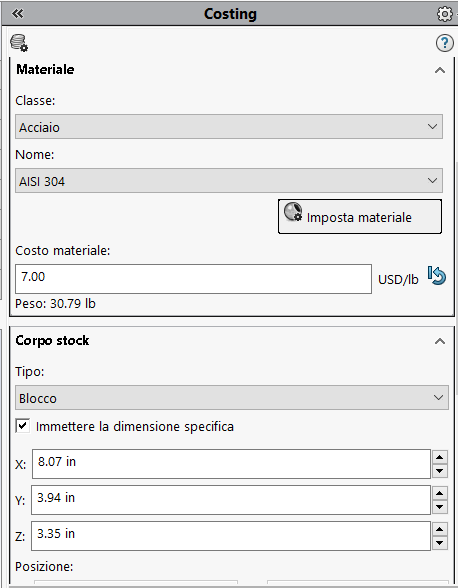 Costing
Materiale
Classe:
Acciaio
Nome:
AISI 304
Imposta materiale
Costo materiale:
7.00
USD/lb
Peso: 30.79 lb
Corpo stock
Tipo:
Blocco
Immettere la dimensione specifica
X: 8.07 in
Y: 3.94 in
Z: 3.35 in
Posizione: